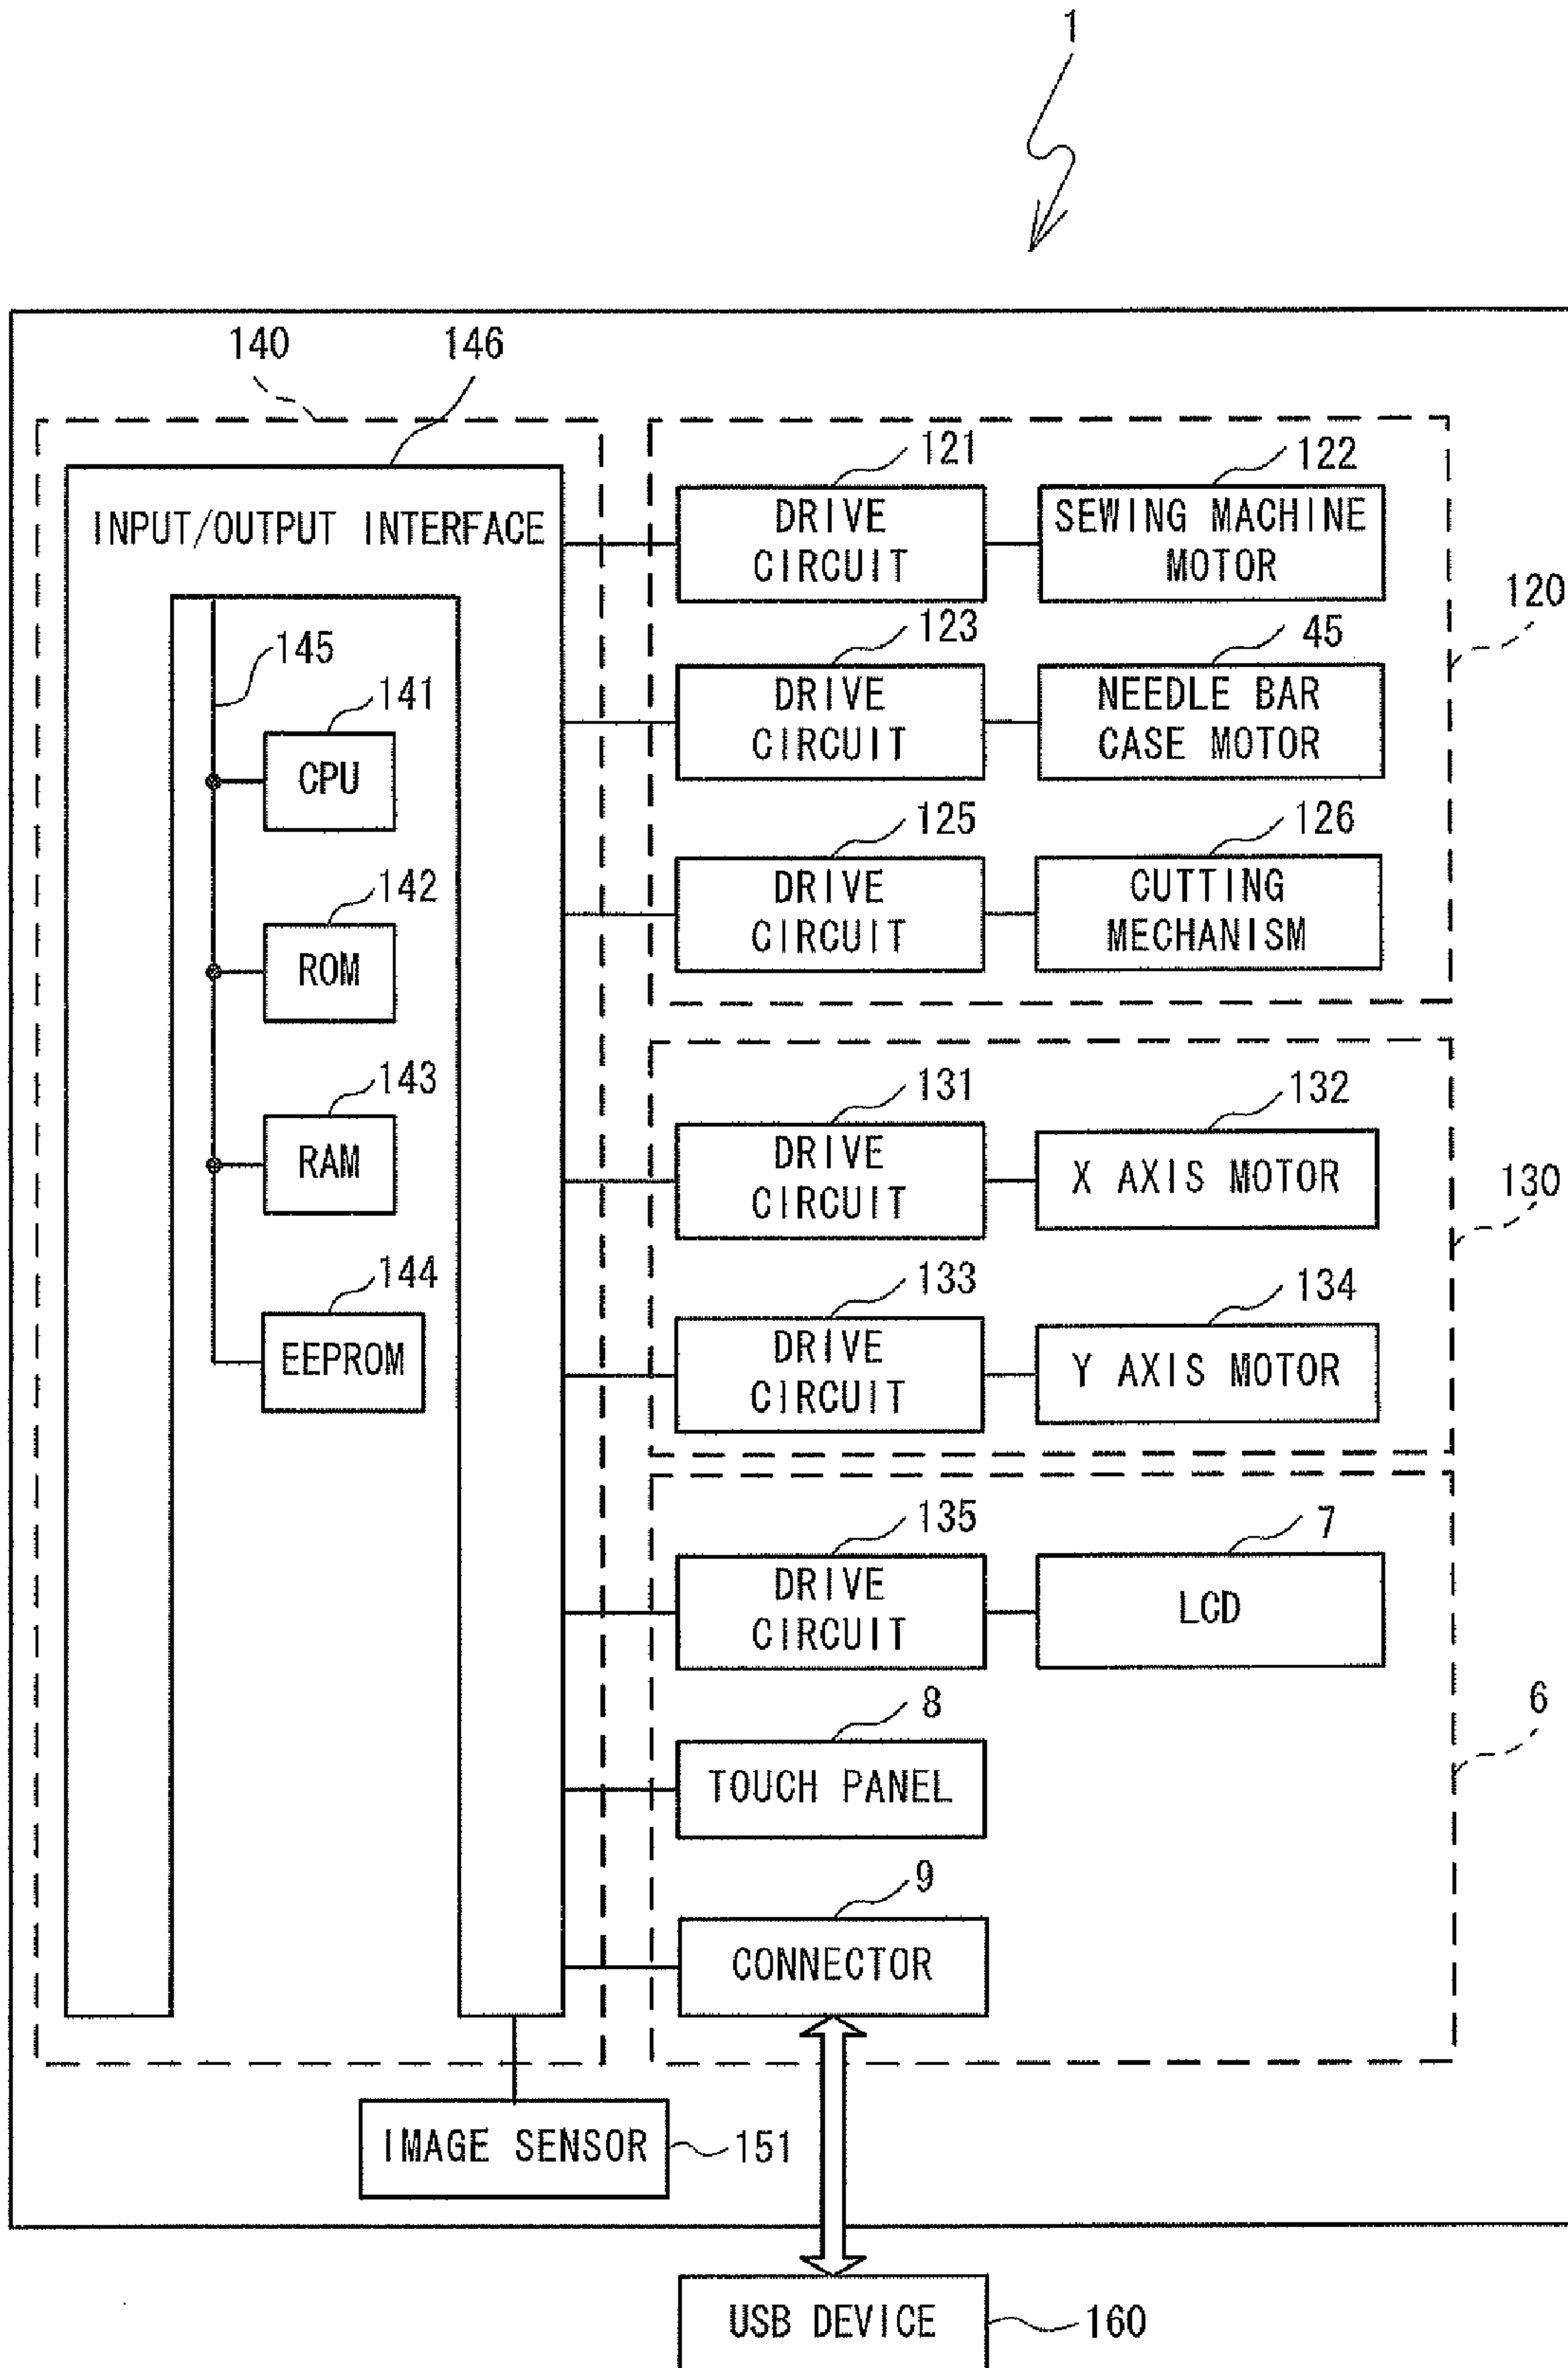 1
140
146
INPUT/OUTPUT INTERFACE
145
141
CPU
142
ROM
143
RAM
144
EEPROM
121
DRIVE
CIRCUIT
122
SEWING MACHINE
MOTOR
120
123
DRIVE
CIRCUIT
45
NEEDLE BAR
CASE MOTOR
125
DRIVE
CIRCUIT
126
CUTTING
MECHANISM
131
DRIVE
CIRCUIT
132
X AXIS MOTOR
130
133
DRIVE
CIRCUIT
134
Y AXIS MOTOR
135
DRIVE
CIRCUIT
7
LCD
6
8
TOUCH PANEL
9
CONNECTOR
IMAGE SENSOR
151
USB DEVICE
160